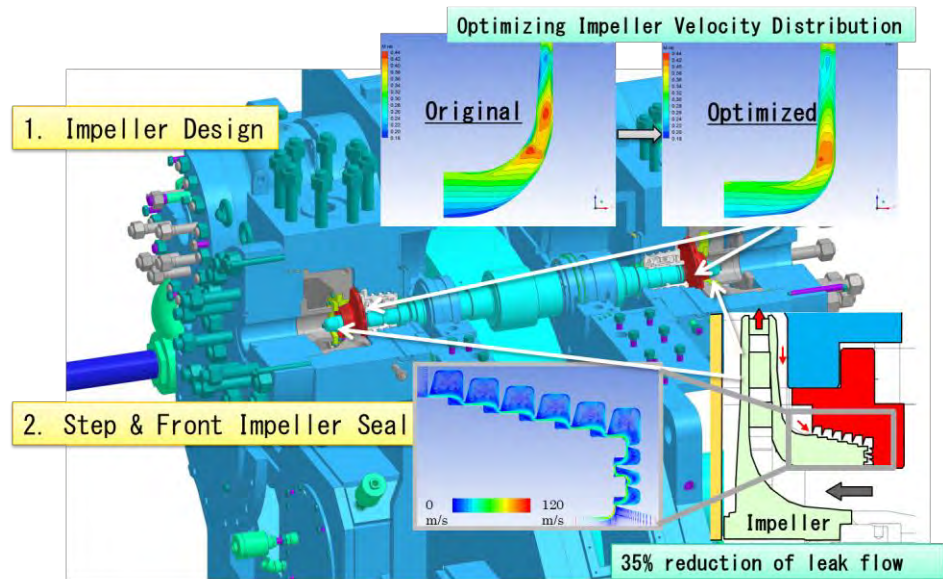 Optimizing Impeller Velocity Distribution
1. Impeller Design
Original
Optimized
2. Step & Front Impeller Seal
0
m/s
120
m/s
Impeller
35% reduction of leak flow